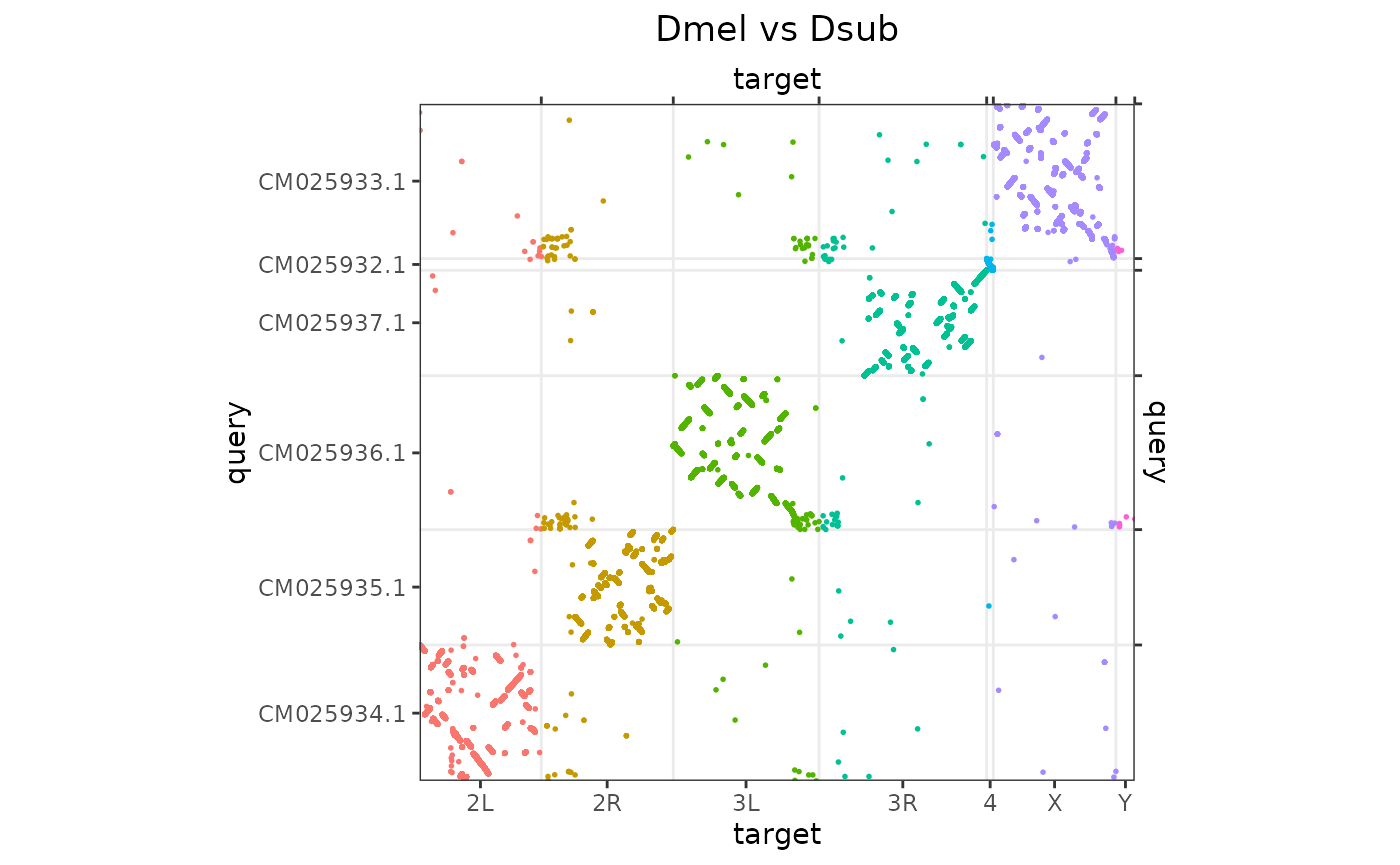 Dmel vs Dsub
target
CM025933.1
CM025932.1
CM025937.1
CM025936.1
CM025935.1
CM025934.1
query
query
2L 2R 3L 3R 4 X Y
target